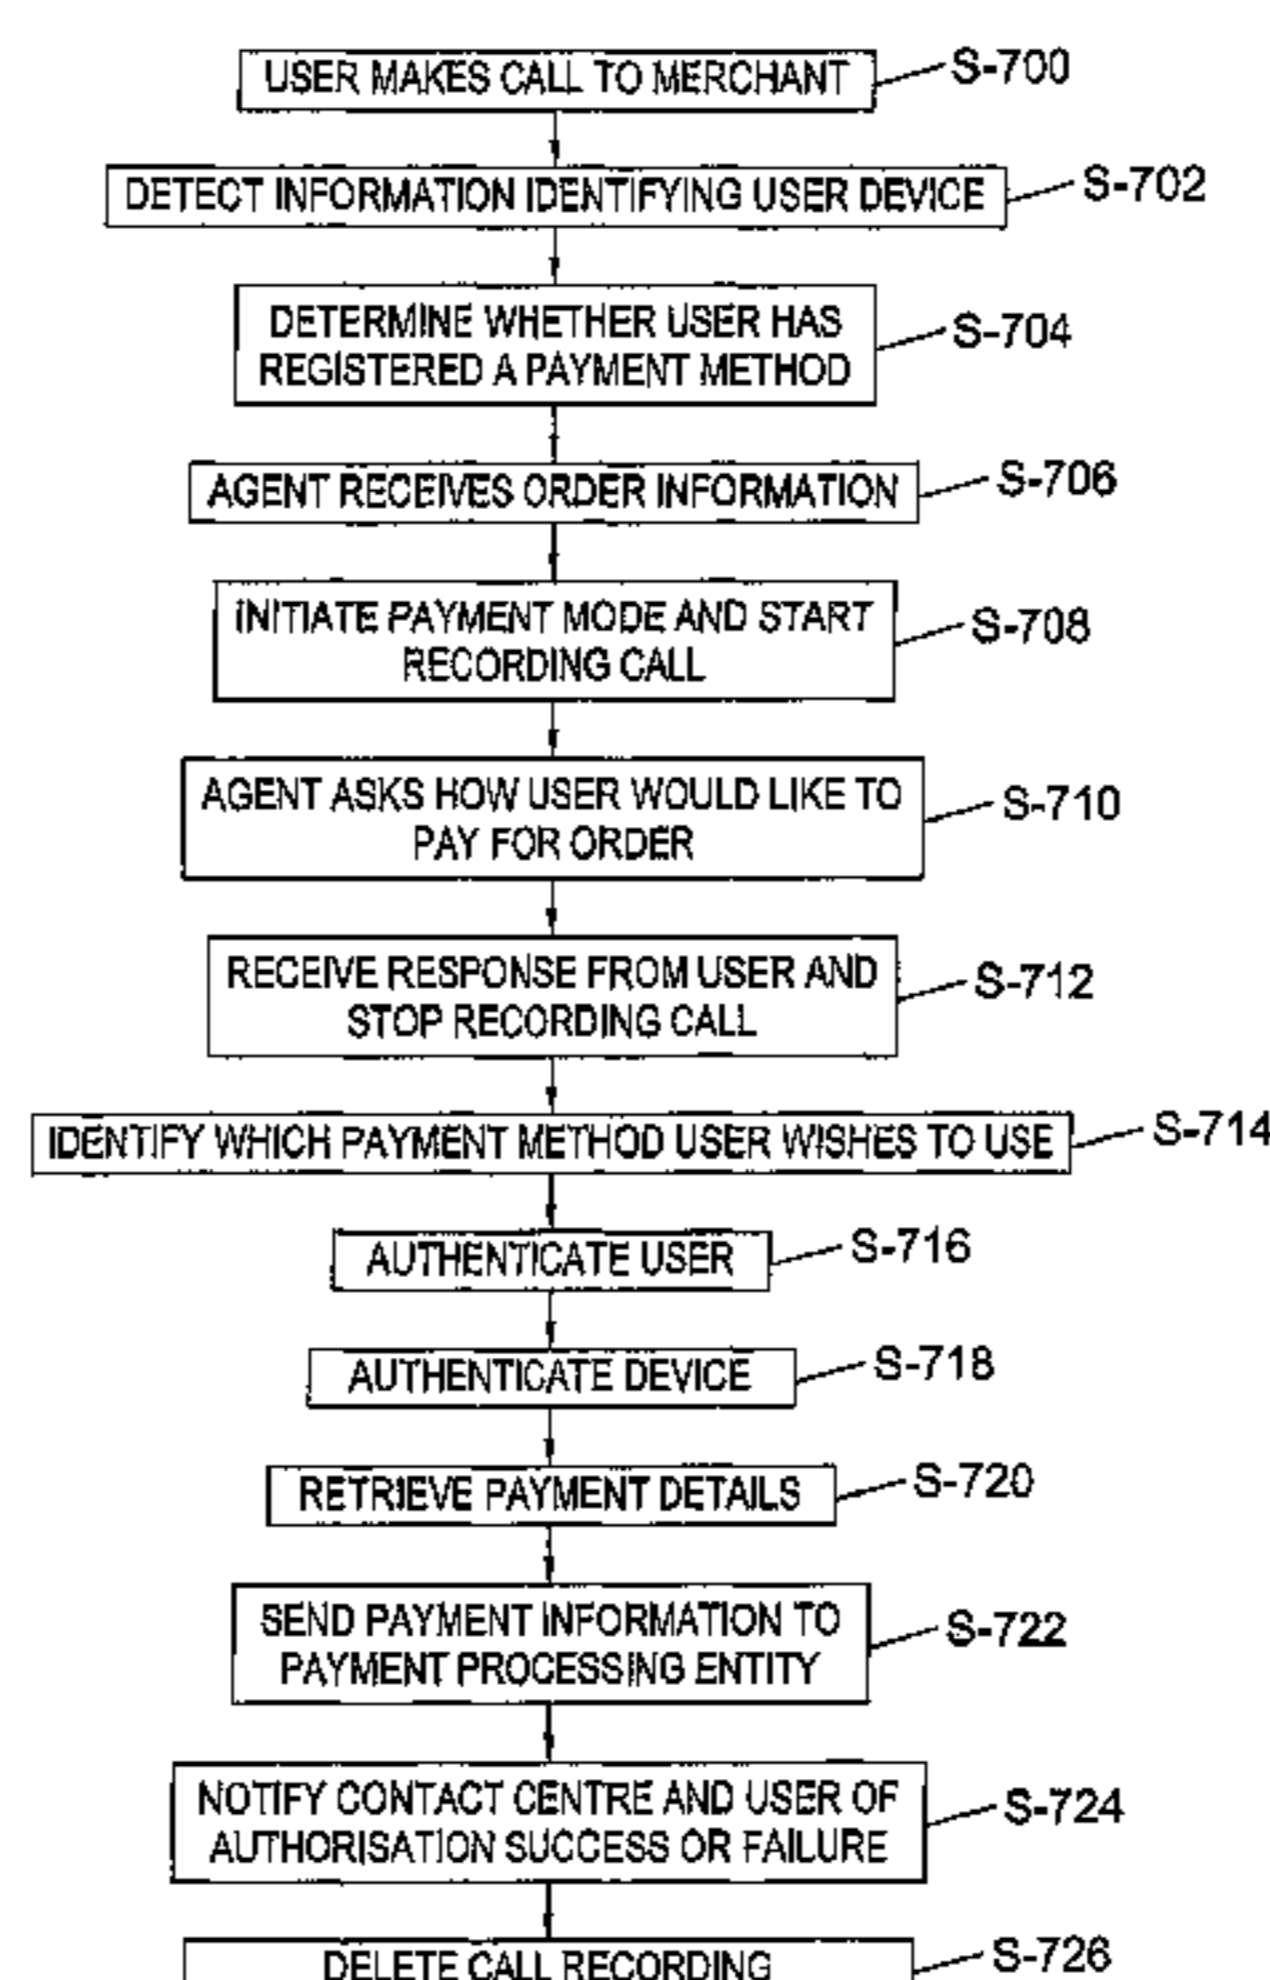 USER MAKES CALL TO MERCHANT S-700
DETECT INFORMATION IDENTIFYING USER DEVICE S-702
DETERMINE WHETHER USER HAS
REGISTERED A PAYMENT METHOD S-704
AGENT RECEIVES ORDER INFORMATION S-706
INITIATE PAYMENT MODE AND START
RECORDING CALL S-708
AGENT ASKS HOW USER WOULD LIKE TO
PAY FOR ORDER S-710
RECEIVE RESPONSE FROM USER AND
STOP RECORDING CALL S-712
IDENTIFY WHICH PAYMENT METHOD USER WISHES TO USE S-714
AUTHENTICATE USER S-716
AUTHENTICATE DEVICE S-718
RETRIEVE PAYMENT DETAILS S-720
SEND PAYMENT INFORMATION TO
PAYMENT PROCESSING ENTITY S-722
NOTIFY CONTACT CENTRE AND USER OF
AUTHORISATION SUCCESS OR FAILURE S-724
DELETE CALL RECORDING S-726